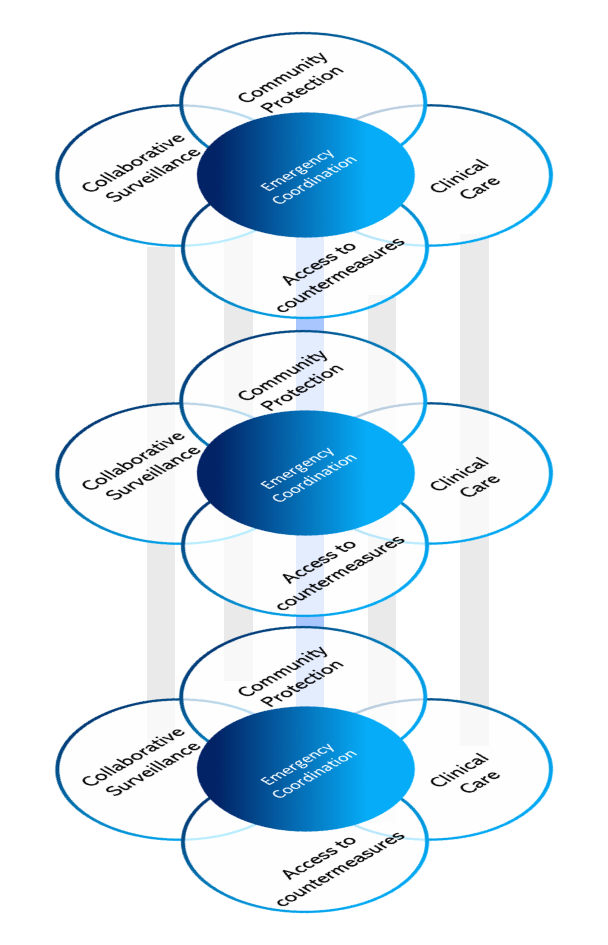 Community
Protection
Collaborative
Surveillance
Emergency
Coordination
Clinical
Care
Access to
countermeasures
Community
Protection
Collaborative
Surveillance
Emergency
Coordination
Clinical
Care
Access to
countermeasures
Community
Protection
Collaborative
Surveillance
Emergency
Coordination
Clinical
Care
Access to
countermeasures